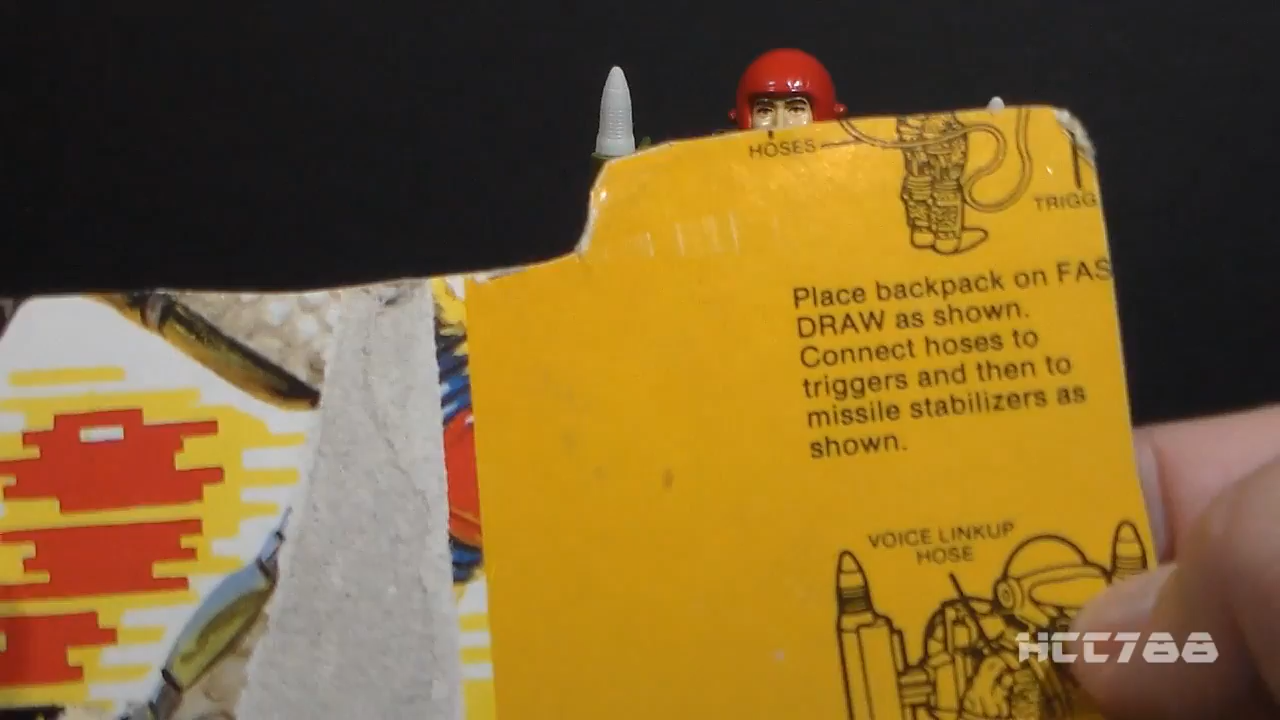 HOSES
TRIGG
Place backpack on FAS
DRAW as shown.
Connect hoses to
triggers and then to
missile stabilizers as
shown.
VOICE LINKUP
HOSE
HCC788